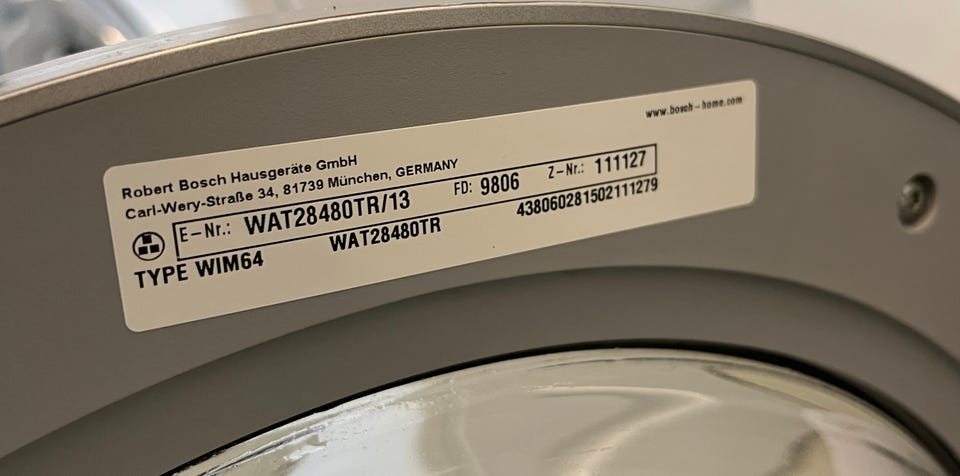 www.bosch-home.com
Robert Bosch Hausgeräte GmbH
Carl-Wery-Straße 34, 81739 München, GERMANY
E-Nr.: WAT28480TR/13 FD: 9806 Z-Nr.: 111127
TYPE WIM64 WAT28480TR 438060281502111279